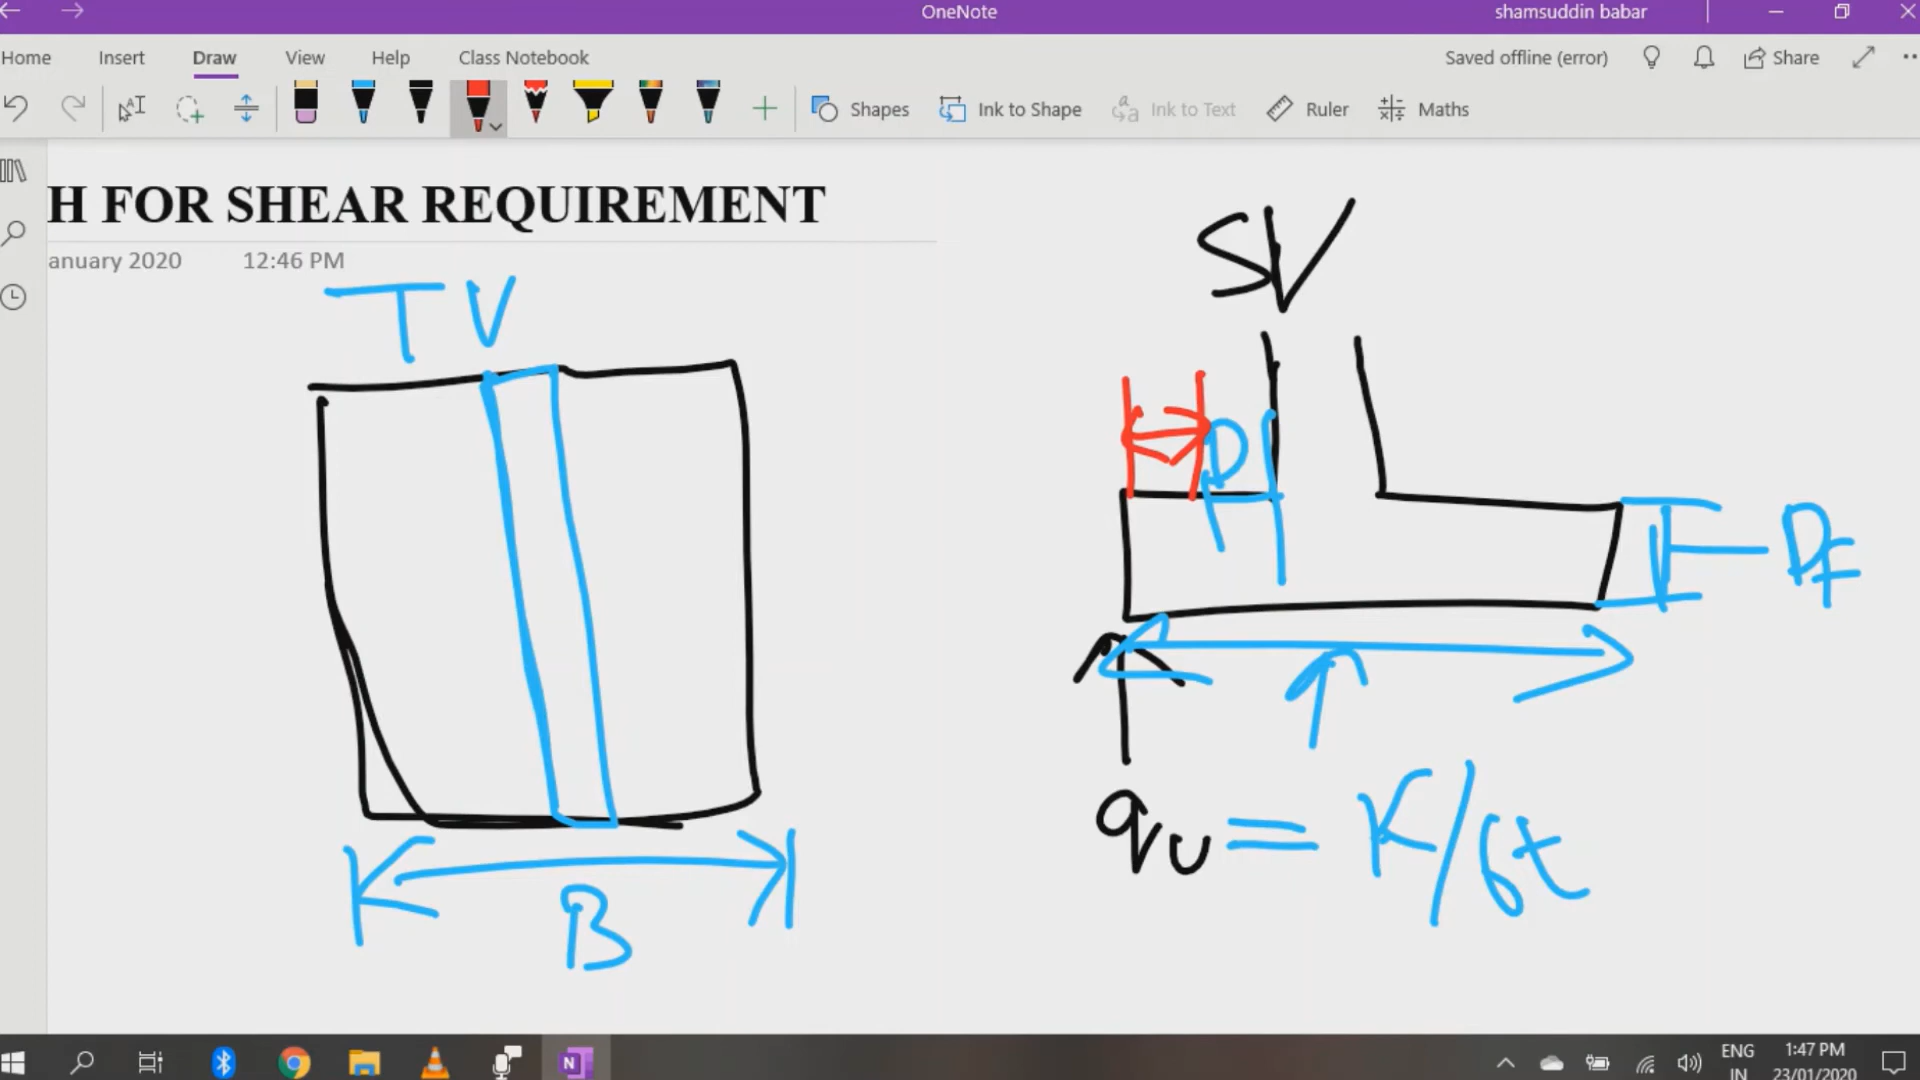 OneNote
shamsuddin babar
Home Insert Draw View Help Class Notebook
Saved offline (error) Share
Shapes Ink to Shape Ink to Text Ruler Maths
H FOR SHEAR REQUIREMENT
anuary 2020 12:46 PM
TV
SV
D
DF
B
qu = K/ft
ENG
IN
1:47 PM
23/01/2020